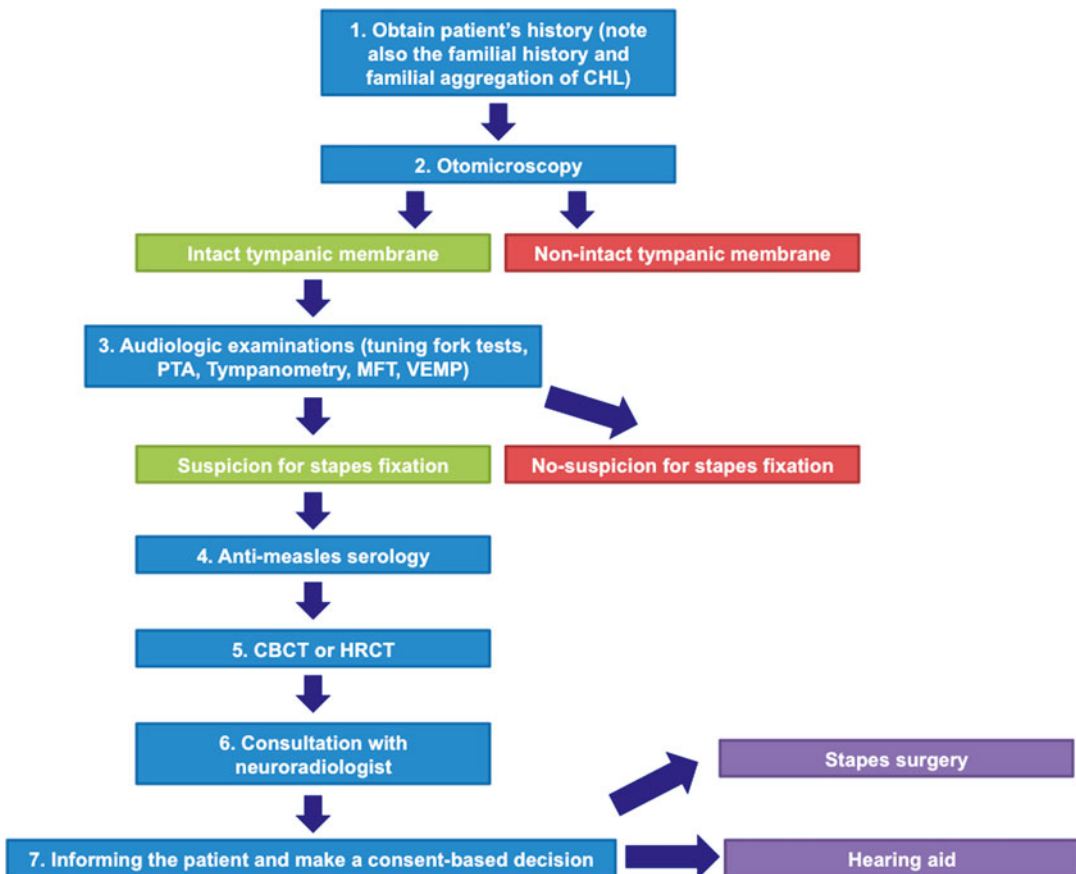 1. Obtain patient's history (note
also the familial history and
familial aggregation of CHL)
2. Otomicroscopy
Intact tympanic membrane
Non-intact tympanic membrane
3. Audiologic examinations (tuning fork tests,
PTA, Tympanometry, MFT, VEMP)
Suspicion for stapes fixation
No-suspicion for stapes fixation
4. Anti-measles serology
5. CBCT or HRCT
6. Consultation with
neuroradiologist
Stapes surgery
7. Informing the patient and make a consent-based decision
Hearing aid